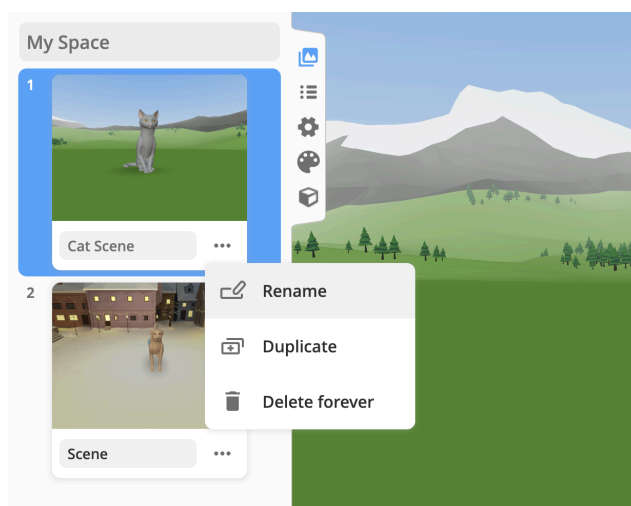 My Space
1
Cat Scene
Rename
2
Duplicate
Delete forever
Scene